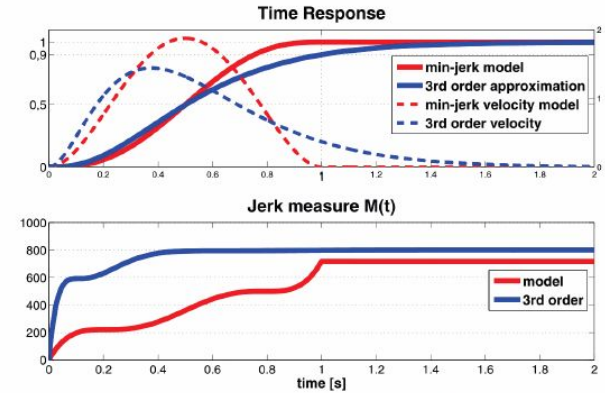 Time Response
1
0.9
0.5
0
2
1
0
min-jerk model
3rd order approximation
min-jerk velocity model
3rd order velocity
0 0.2 0.4 0.6 0.8 1 1.2 1.4 1.6 1.8 2
Jerk measure M(t)
1000
800
600
400
200
0
model
3rd order
0 0.2 0.4 0.6 0.8 1 1.2 1.4 1.6 1.8 2
time [s]